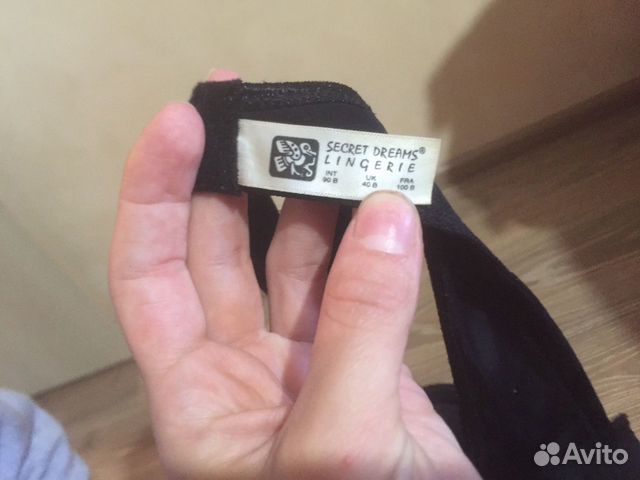 SECRET DREAMS®
LINGERIE
INT UK FRA
90 B 40 B 100 B
Avito